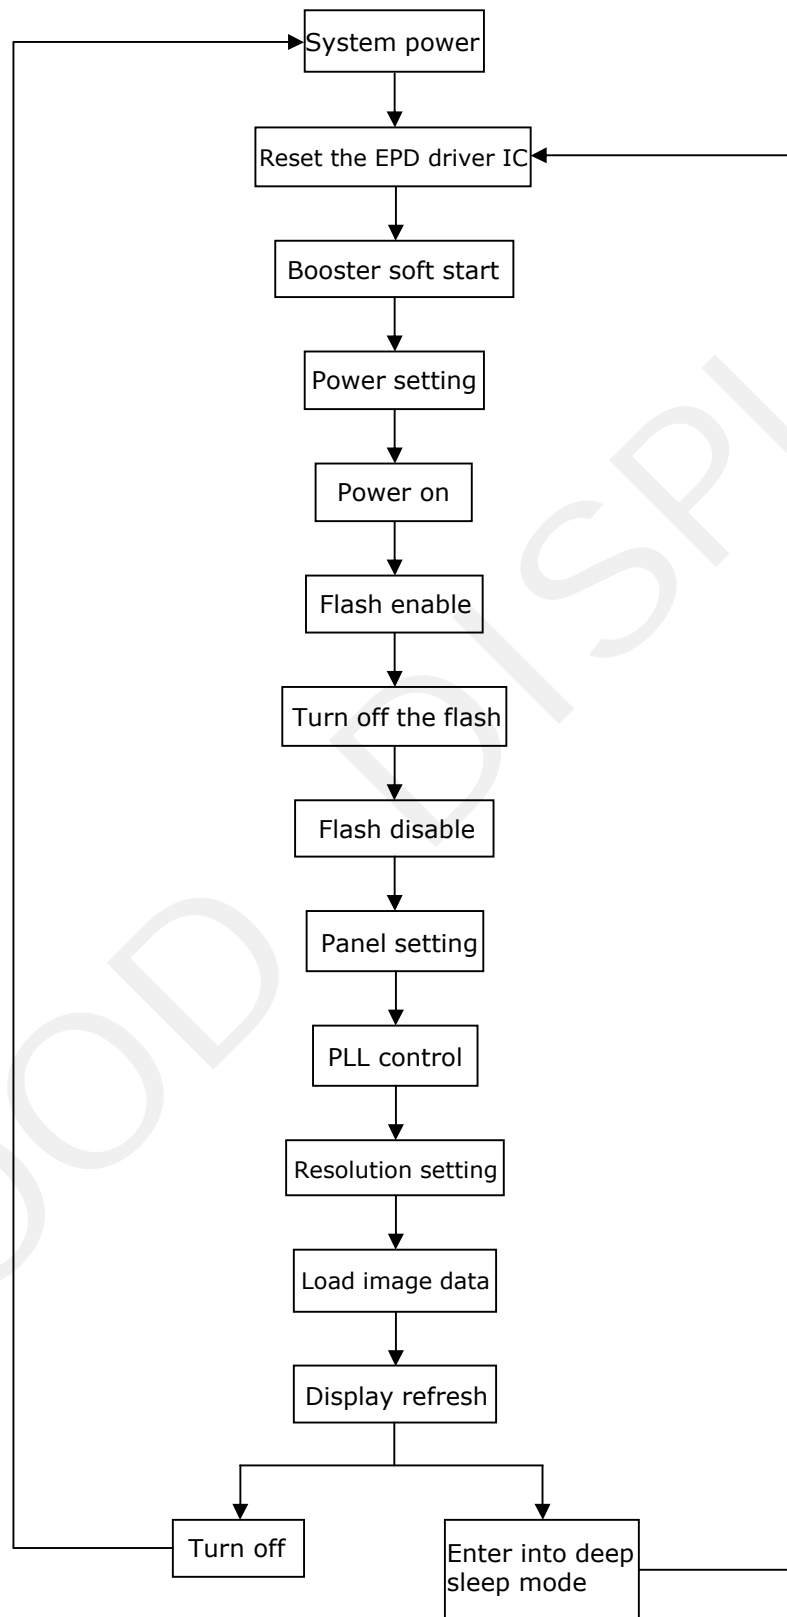 System power
Reset the EPD driver IC
Booster soft start
Power setting
Power on
Flash enable
Turn off the flash
Flash disable
Panel setting
PLL control
Resolution setting
Load image data
Display refresh
Turn off
Enter into deep
sleep mode
OOD DISPL